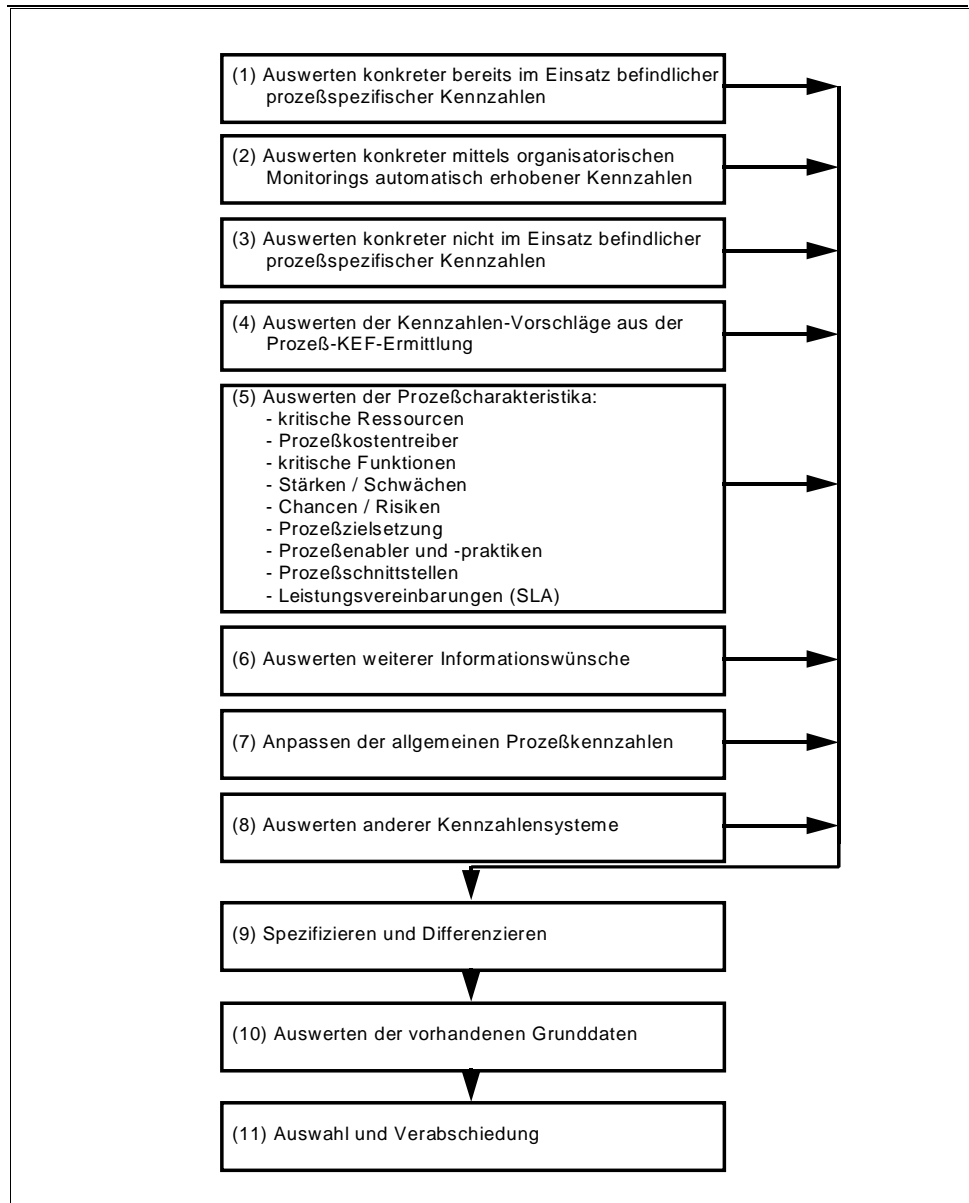 (1) Auswerten konkreter bereits im Einsatz befindlicher
prozeßspezifischer Kennzahlen
(2) Auswerten konkreter mittels organisatorischen
Monitorings automatisch erhobener Kennzahlen
(3) Auswerten konkreter nicht im Einsatz befindlicher
prozeßspezifischer Kennzahlen
(4) Auswerten der Kennzahlen-Vorschläge aus der
Prozeß-KEF-Ermittlung
(5) Auswerten der Prozeßcharakteristika:
- kritische Ressourcen
- Prozeßkostentreiber
- kritische Funktionen
- Stärken / Schwächen
- Chancen / Risiken
- Prozeßzielsetzung
- Prozeßenabler und -praktiken
- Prozeßschnittstellen
- Leistungsvereinbarungen (SLA)
(6) Auswerten weiterer Informationswünsche
(7) Anpassen der allgemeinen Prozeßkennzahlen
(8) Auswerten anderer Kennzahlensysteme
(9) Spezifizieren und Differenzieren
(10) Auswerten der vorhandenen Grunddaten
(11) Auswahl und Verabschiedung